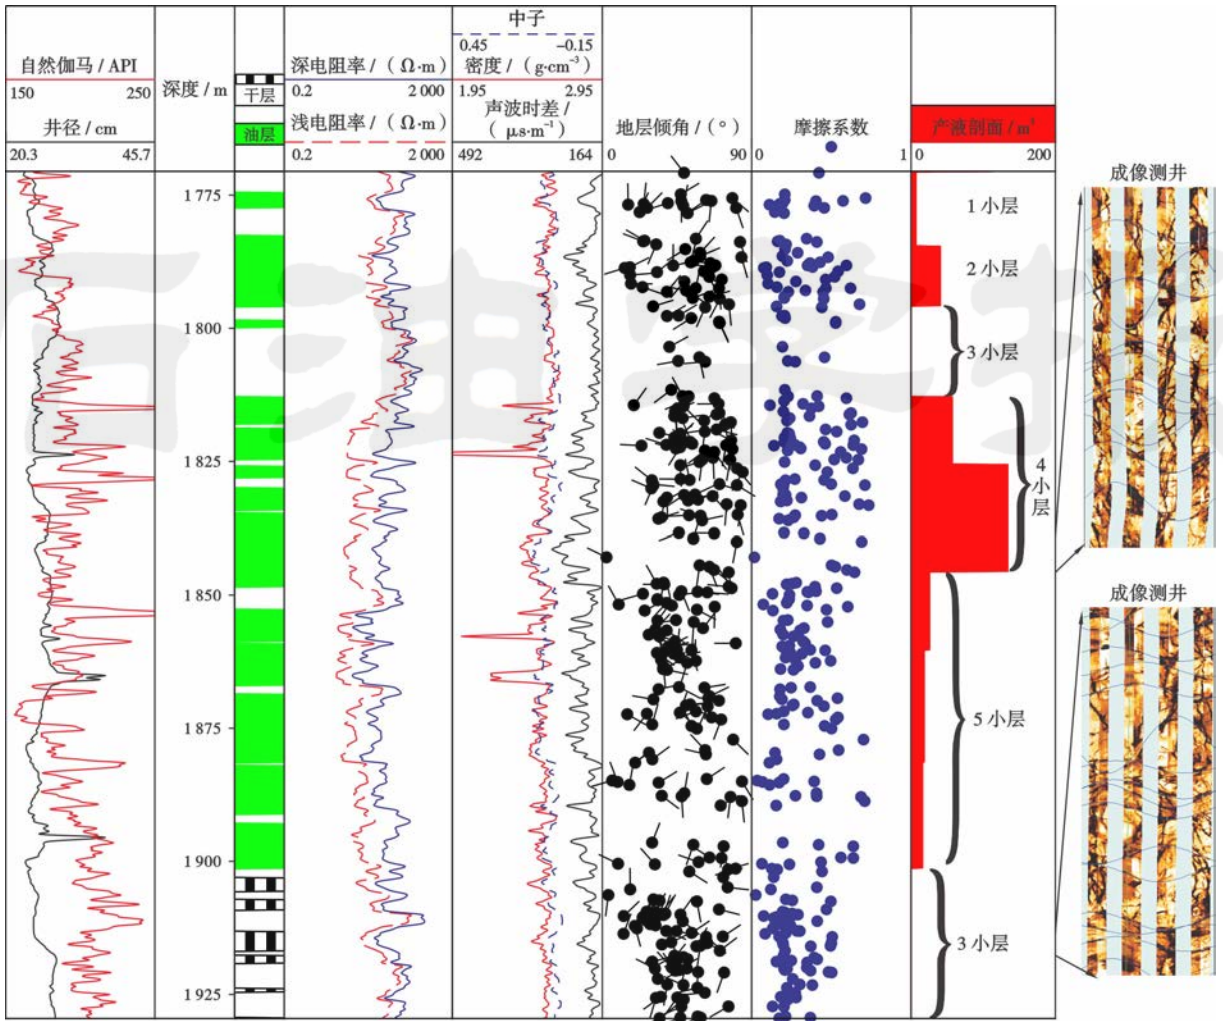 自然伽马 / API
150 250
井径 / cm
20.3 45.7
深度 / m
干层
油层
深电阻率 / (Ω·m)
0.2 2 000
浅电阻率 / (Ω·m)
0.2 2 000
中子
0.45 -0.15
密度 / (g·cm⁻³)
1.95 2.95
声波时差 /
(μs·m⁻¹)
492 164
地层倾角 / (°)
0 90
摩擦系数
0 1
产液剖面 / m³
0 200
1 775
1 800
1 825
1 850
1 875
1 900
1 925
1 小层
2 小层
3 小层
4
小
层
5 小层
3 小层
成像测井
成像测井
石油学报